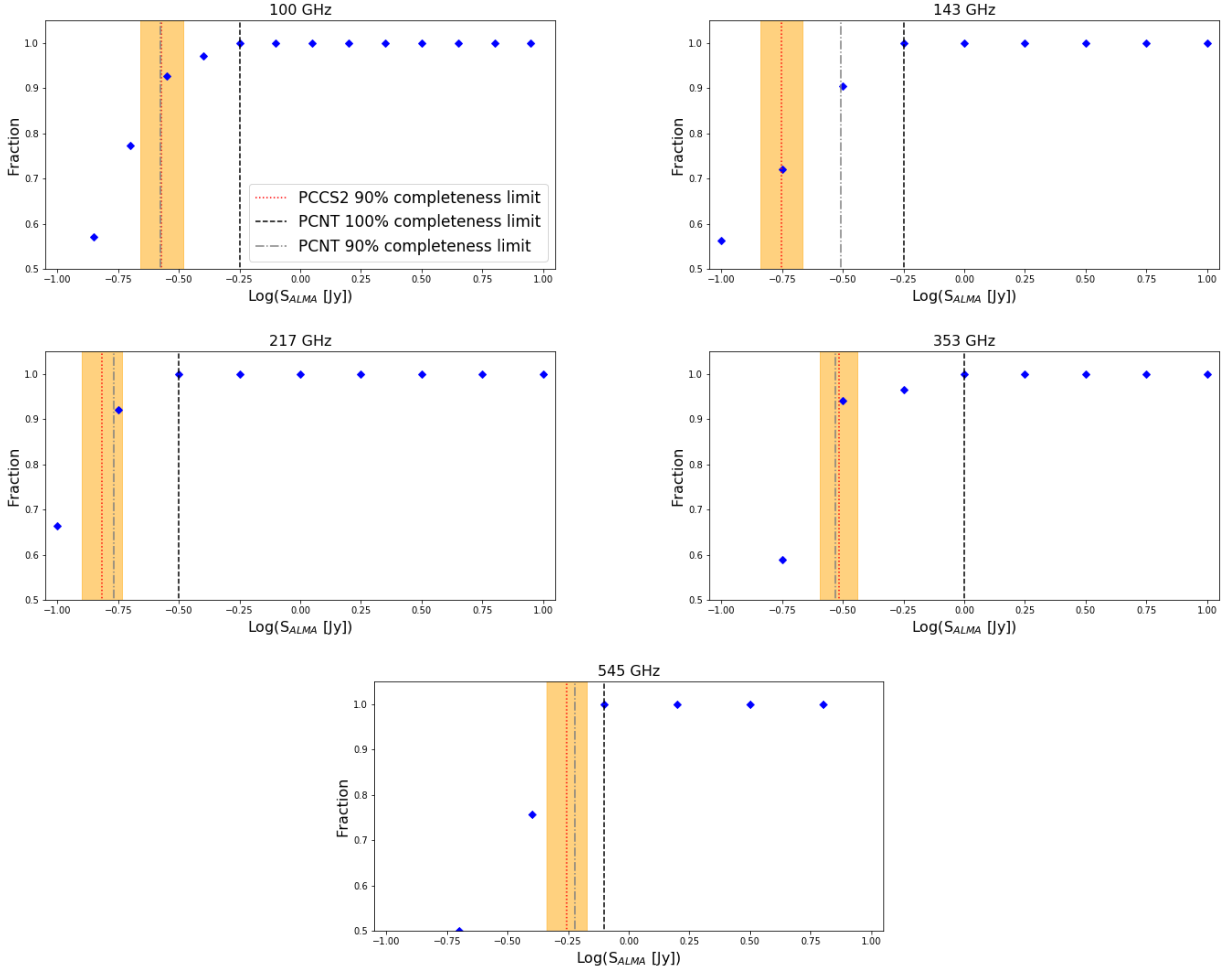 100 GHz
1.0
0.9
0.8
0.7
0.6
0.5
Fraction
PCCS2 90% completeness limit
PCNT 100% completeness limit
PCNT 90% completeness limit
−1.00 −0.75 −0.50 −0.25 0.00 0.25 0.50 0.75 1.00
Log(S_ALMA [Jy])
143 GHz
1.0
0.9
0.8
0.7
0.6
0.5
Fraction
−1.00 −0.75 −0.50 −0.25 0.00 0.25 0.50 0.75 1.00
Log(S_ALMA [Jy])
217 GHz
1.0
0.9
0.8
0.7
0.6
0.5
Fraction
−1.00 −0.75 −0.50 −0.25 0.00 0.25 0.50 0.75 1.00
Log(S_ALMA [Jy])
353 GHz
1.0
0.9
0.8
0.7
0.6
0.5
Fraction
−1.00 −0.75 −0.50 −0.25 0.00 0.25 0.50 0.75 1.00
Log(S_ALMA [Jy])
545 GHz
1.0
0.9
0.8
0.7
0.6
0.5
Fraction
−1.00 −0.75 −0.50 −0.25 0.00 0.25 0.50 0.75 1.00
Log(S_ALMA [Jy])